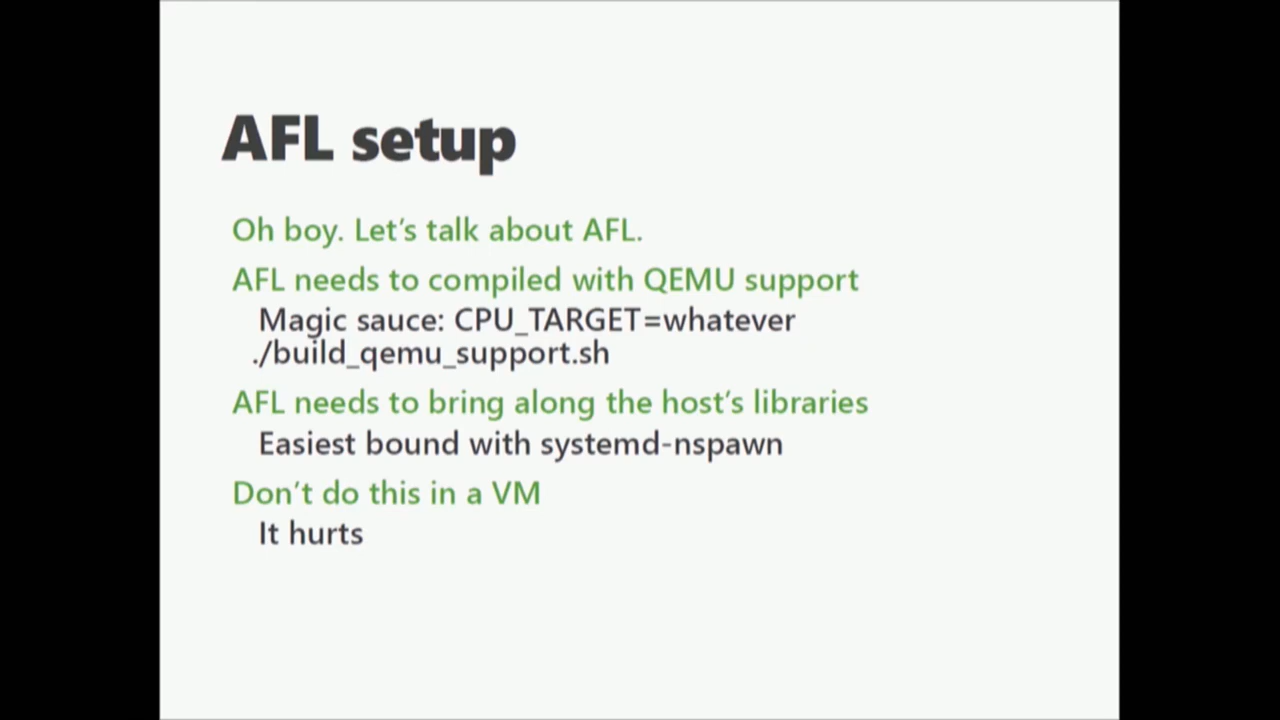 AFL setup
Oh boy. Let's talk about AFL.
AFL needs to compiled with QEMU support
Magic sauce: CPU_TARGET=whatever
./build_qemu_support.sh
AFL needs to bring along the host's libraries
Easiest bound with systemd-nspawn
Don't do this in a VM
It hurts